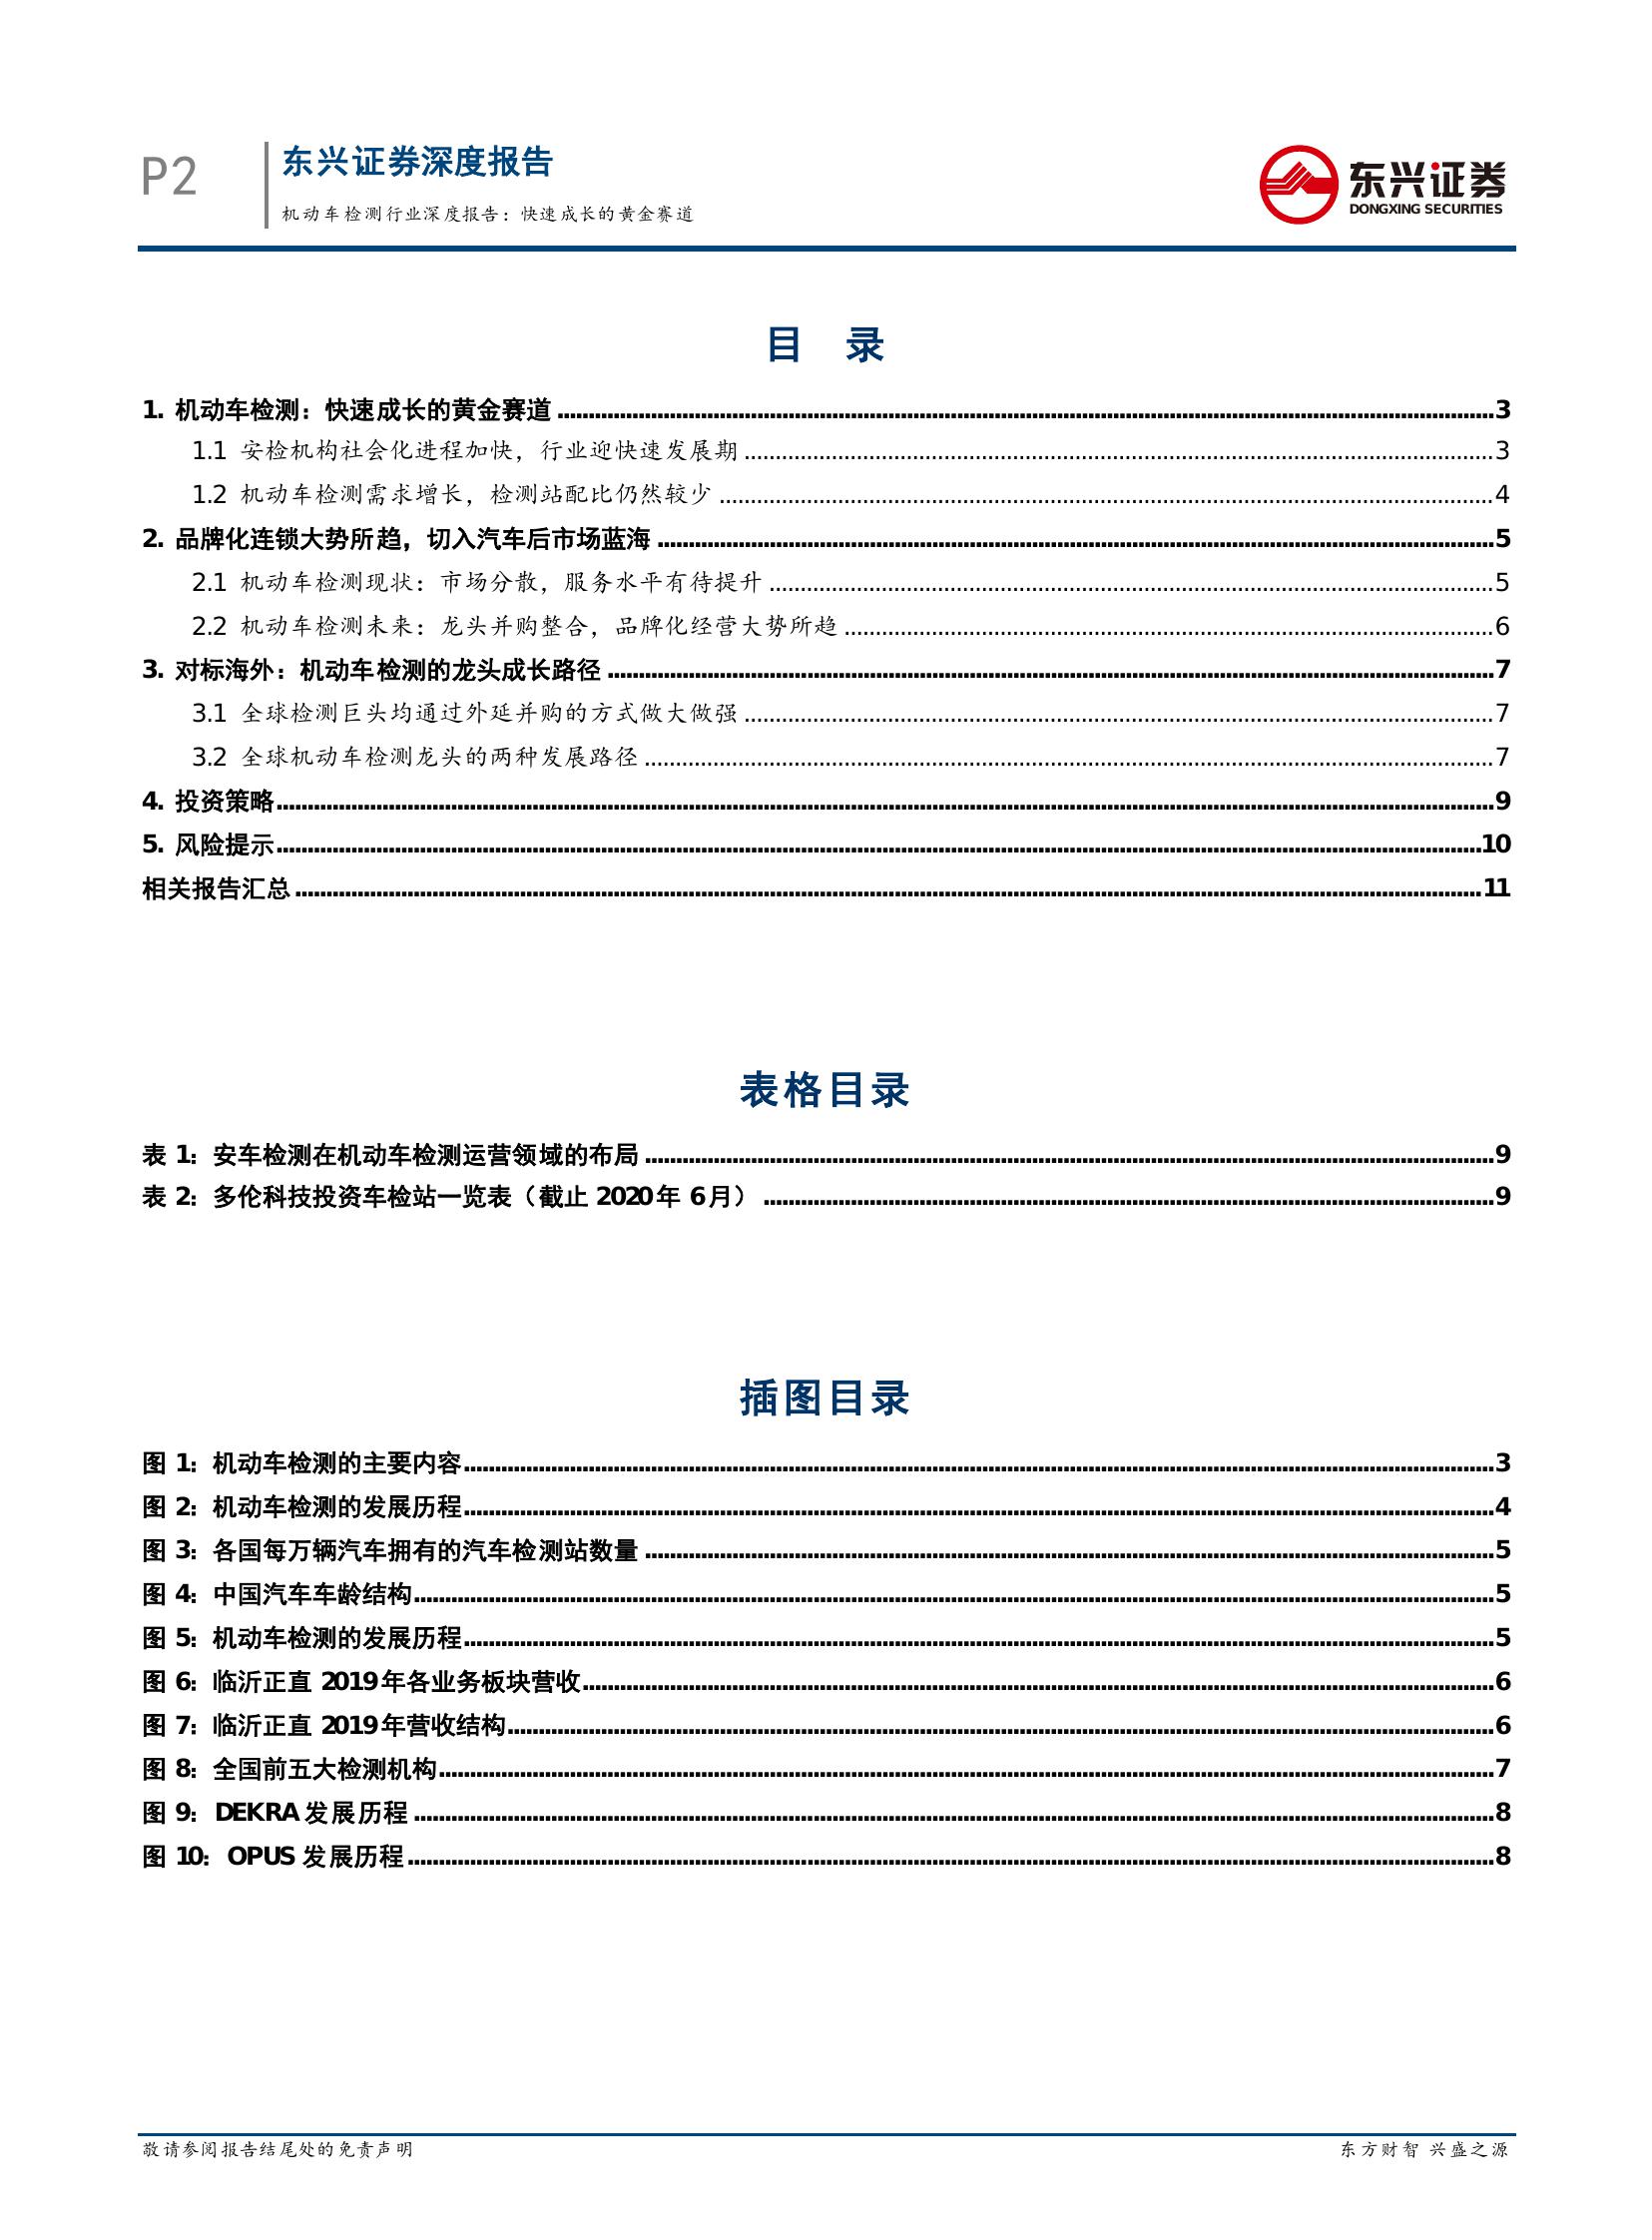 P2
东兴证券深度报告
机动车检测行业深度报告：快速成长的黄金赛道
东兴证券
DONGXING SECURITIES
目 录
1. 机动车检测：快速成长的黄金赛道 3
1.1 安检机构社会化进程加快，行业迎快速发展期 3
1.2 机动车检测需求增长，检测站配比仍然较少 4
2. 品牌化连锁大势所趋，切入汽车后市场蓝海 5
2.1 机动车检测现状：市场分散，服务水平有待提升 5
2.2 机动车检测未来：龙头并购整合，品牌化经营大势所趋 6
3. 对标海外：机动车检测的龙头成长路径 7
3.1 全球检测巨头均通过外延并购的方式做大做强 7
3.2 全球机动车检测龙头的两种发展路径 7
4. 投资策略 9
5. 风险提示 10
相关报告汇总 11
表格目录
表 1：安车检测在机动车检测运营领域的布局 9
表 2：多伦科技投资车检站一览表（截止 2020 年 6 月） 9
插图目录
图 1：机动车检测的主要内容 3
图 2：机动车检测的发展历程 4
图 3：各国每万辆汽车拥有的汽车检测站数量 5
图 4：中国汽车车龄结构 5
图 5：机动车检测的发展历程 5
图 6：临沂正直 2019 年各业务板块营收 6
图 7：临沂正直 2019 年营收结构 6
图 8：全国前五大检测机构 7
图 9：DEKRA 发展历程 8
图 10：OPUS 发展历程 8
敬请参阅报告结尾处的免责声明
东方财智 兴盛之源